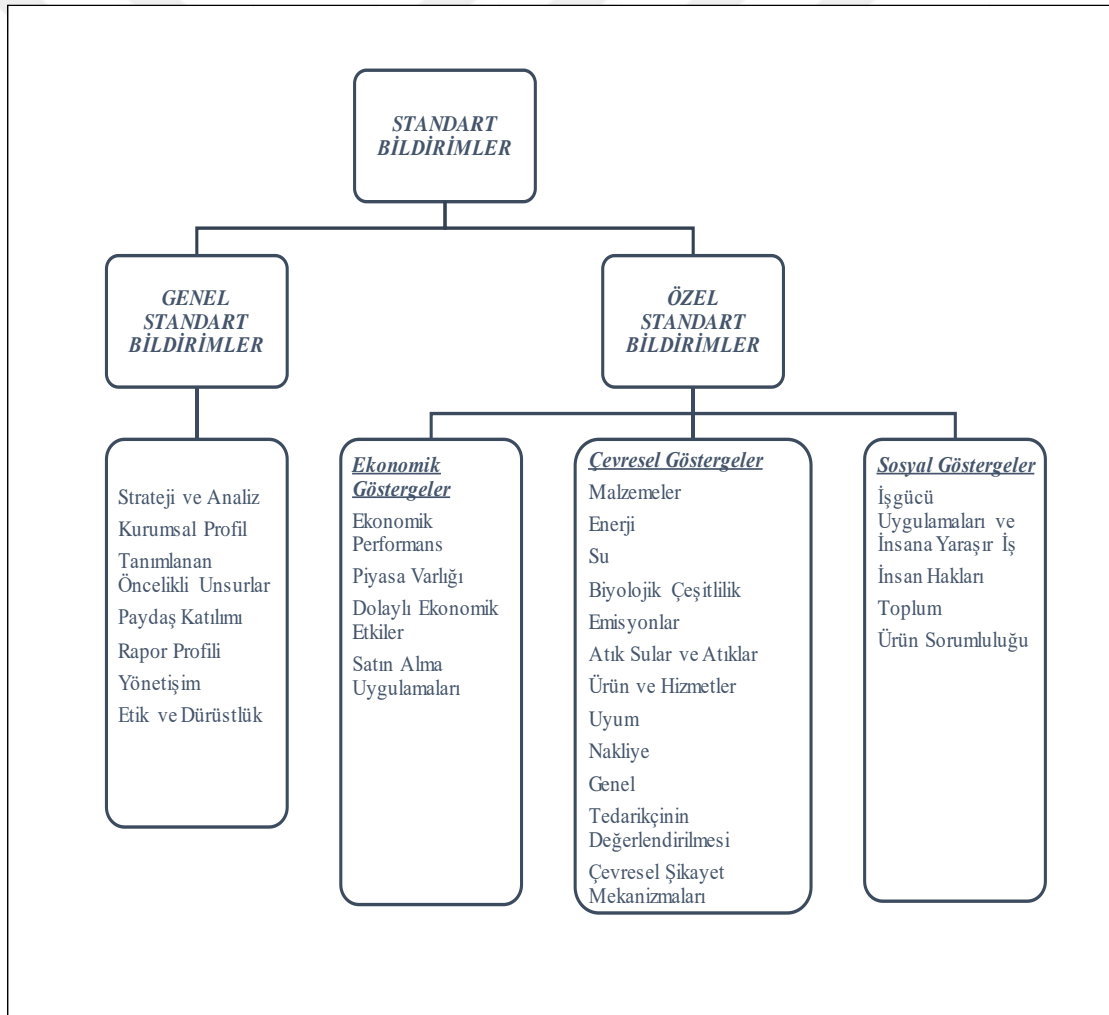 STANDART
BİLDİRİMLER
GENEL
STANDART
BİLDİRİMLER
ÖZEL
STANDART
BİLDİRİMLER
Strateji ve Analiz
Kurumsal Profil
Tanımlanan
Öncelikli Unsurlar
Paydaş Katılımı
Rapor Profili
Yönetişim
Etik ve Dürüstlük
Ekonomik
Göstergeler
Ekonomik
Performans
Piyasa Varlığı
Dolaylı Ekonomik
Etkiler
Satın Alma
Uygulamaları
Çevresel Göstergeler
Malzemeler
Enerji
Su
Biyolojik Çeşitlilik
Emisyonlar
Atık Sular ve Atıklar
Ürün ve Hizmetler
Uyum
Nakliye
Genel
Tedarikçinin
Değerlendirilmesi
Çevresel Şikayet
Mekanizmaları
Sosyal Göstergeler
İşgücü
Uygulamaları ve
İnsana Yaraşır İş
İnsan Hakları
Toplum
Ürün Sorumluluğu